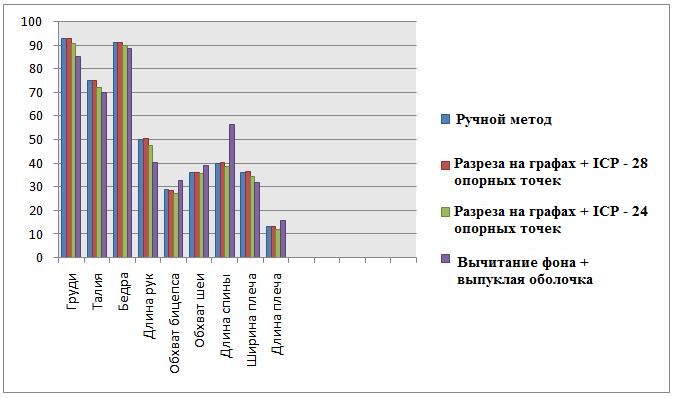 100
90
80
70
60
50
40
30
20
10
0
Груди
Талия
Бедра
Длина рук
Обхват бицепса
Обхват шеи
Длина спины
Ширина плеча
Длина плеча
Ручной метод
Разреза на графах + ICP - 28
опорных точек
Разреза на графах + ICP - 24
опорных точек
Вычитание фона +
выпуклая оболочка